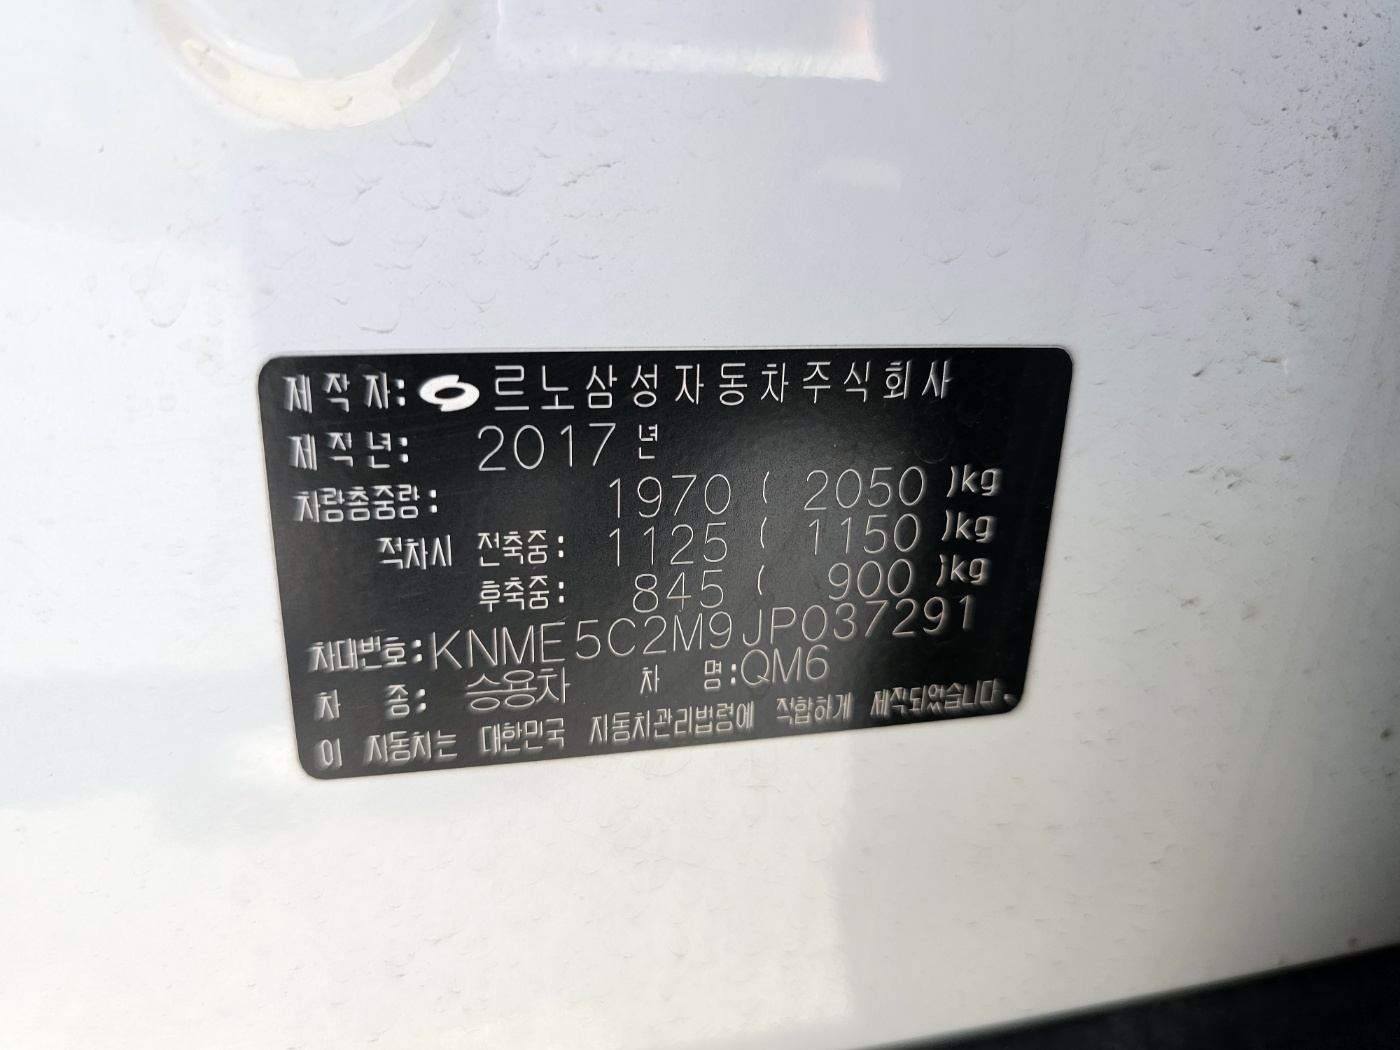 제작자: 르노삼성자동차주식회사
제작년: 2017 년
차량총중량: 1970 ( 2050 )kg
적차시 전축중: 1125 ( 1150 )kg
후축중: 845 ( 900 )kg
차대번호:KNME5C2M9JP037291
차 종: 승용차 차 명:QM6
이 자동차는 대한민국 자동차관리법령에 적합하게 제작되었습니다.